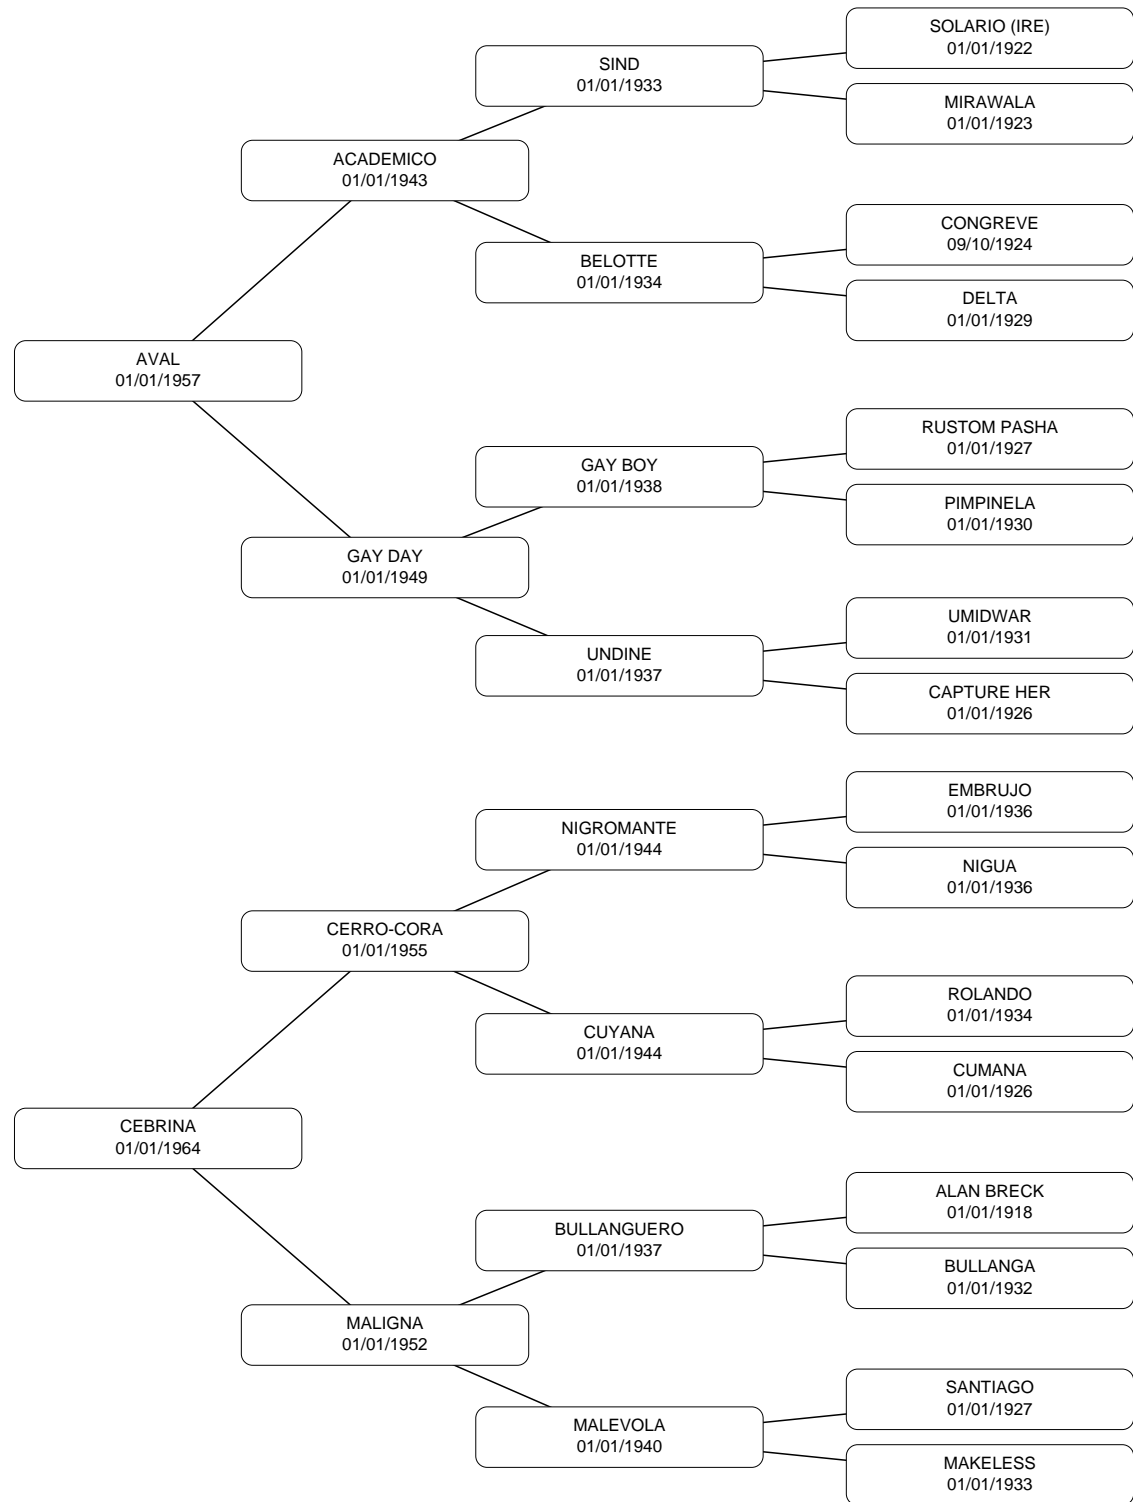 SOLARIO (IRE)
01/01/1922
SIND
01/01/1933
MIRAWALA
01/01/1923
ACADEMICO
01/01/1943
CONGREVE
09/10/1924
BELOTTE
01/01/1934
DELTA
01/01/1929
AVAL
01/01/1957
RUSTOM PASHA
01/01/1927
GAY BOY
01/01/1938
PIMPINELA
01/01/1930
GAY DAY
01/01/1949
UMIDWAR
01/01/1931
UNDINE
01/01/1937
CAPTURE HER
01/01/1926
EMBRUJO
01/01/1936
NIGROMANTE
01/01/1944
NIGUA
01/01/1936
CERRO-CORA
01/01/1955
ROLANDO
01/01/1934
CUYANA
01/01/1944
CUMANA
01/01/1926
CEBRINA
01/01/1964
ALAN BRECK
01/01/1918
BULLANGUERO
01/01/1937
BULLANGA
01/01/1932
MALIGNA
01/01/1952
SANTIAGO
01/01/1927
MALEVOLA
01/01/1940
MAKELESS
01/01/1933